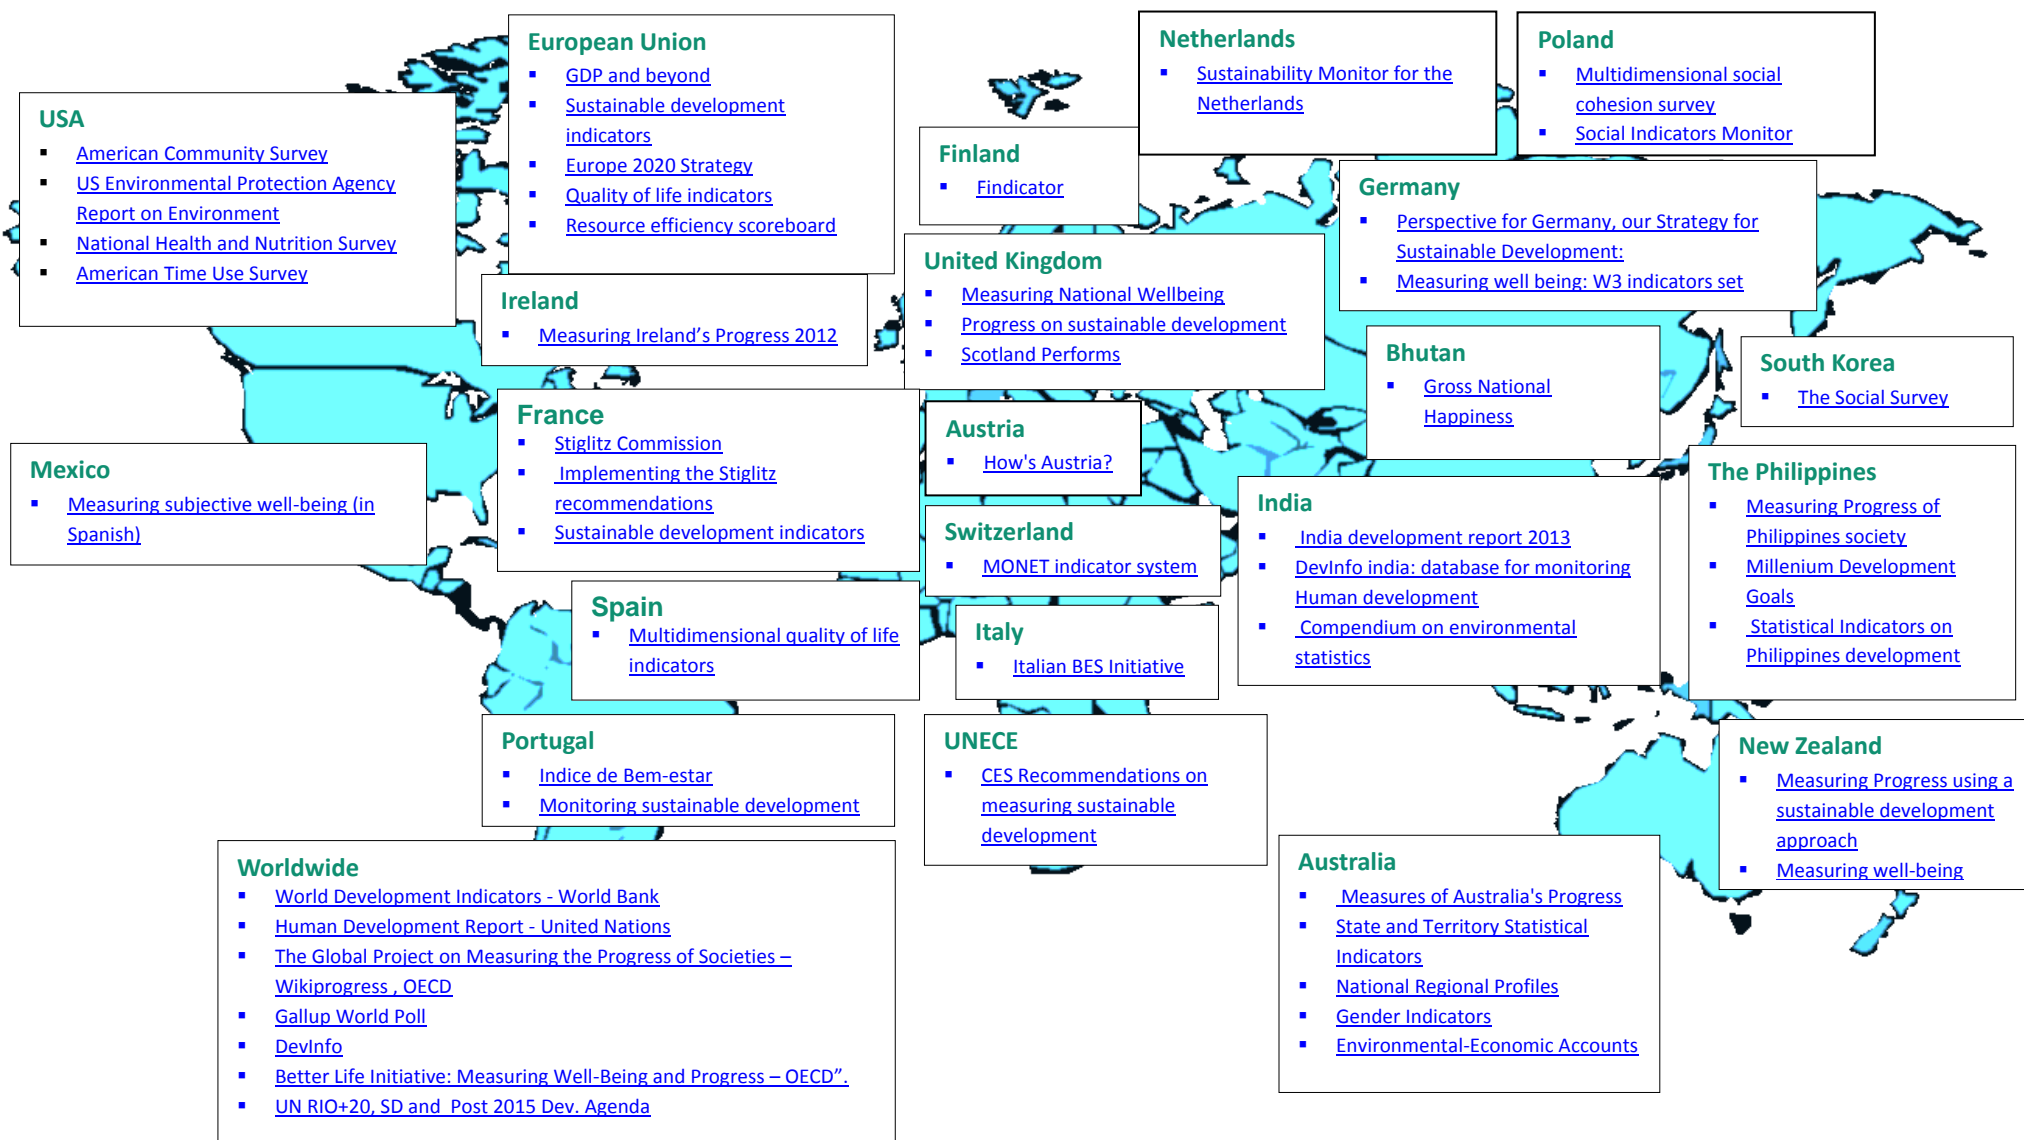 European Union
▪ GDP and beyond
▪ Sustainable development
indicators
▪ Europe 2020 Strategy
▪ Quality of life indicators
▪ Resource efficiency scoreboard
Netherlands
▪ Sustainability Monitor for the
Netherlands
Poland
▪ Multidimensional social
cohesion survey
▪ Social Indicators Monitor
USA
▪ American Community Survey
▪ US Environmental Protection Agency
Report on Environment
▪ National Health and Nutrition Survey
▪ American Time Use Survey
Finland
▪ Findicator
Germany
▪ Perspective for Germany, our Strategy for
Sustainable Development:
▪ Measuring well being: W3 indicators set
United Kingdom
▪ Measuring National Wellbeing
▪ Progress on sustainable development
▪ Scotland Performs
Ireland
▪ Measuring Ireland’s Progress 2012
Bhutan
▪ Gross National
Happiness
South Korea
▪ The Social Survey
France
▪ Stiglitz Commission
▪ Implementing the Stiglitz
recommendations
▪ Sustainable development indicators
Austria
▪ How's Austria?
Mexico
▪ Measuring subjective well-being (in
Spanish)
The Philippines
▪ Measuring Progress of
Philippines society
▪ Millenium Development
Goals
▪ Statistical Indicators on
Philippines development
India
▪ India development report 2013
▪ DevInfo india: database for monitoring
Human development
▪ Compendium on environmental
statistics
Switzerland
▪ MONET indicator system
Spain
▪ Multidimensional quality of life
indicators
Italy
▪ Italian BES Initiative
Portugal
▪ Indice de Bem-estar
▪ Monitoring sustainable development
UNECE
▪ CES Recommendations on
measuring sustainable
development
New Zealand
▪ Measuring Progress using a
sustainable development
approach
▪ Measuring well-being
Worldwide
▪ World Development Indicators - World Bank
▪ Human Development Report - United Nations
▪ The Global Project on Measuring the Progress of Societies –
Wikiprogress , OECD
▪ Gallup World Poll
▪ DevInfo
▪ Better Life Initiative: Measuring Well-Being and Progress – OECD”.
▪ UN RIO+20, SD and Post 2015 Dev. Agenda
Australia
▪ Measures of Australia's Progress
▪ State and Territory Statistical
Indicators
▪ National Regional Profiles
▪ Gender Indicators
▪ Environmental-Economic Accounts